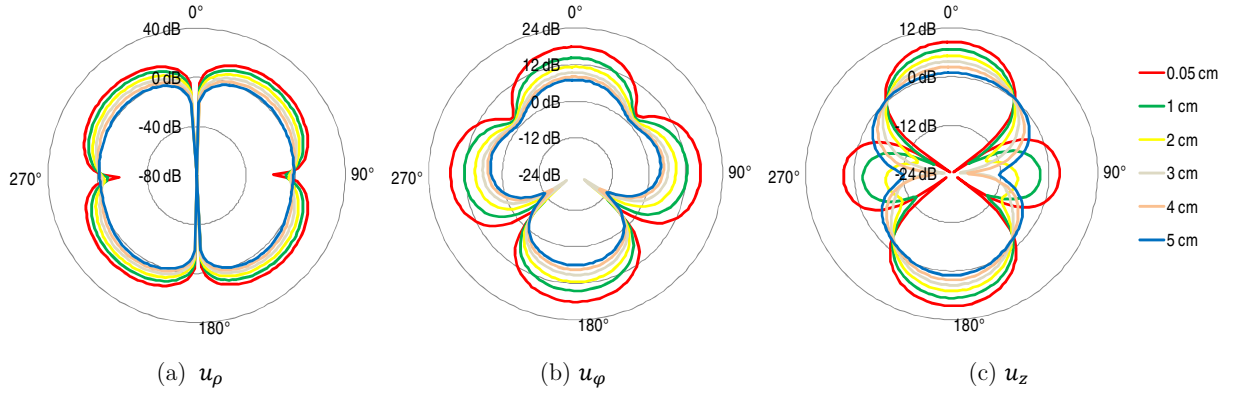 0°
40 dB
0 dB
-40 dB
-80 dB
270°
90°
180°
(a) uρ
0°
24 dB
12 dB
0 dB
-12 dB
-24 dB
270°
90°
180°
(b) uφ
0°
12 dB
0 dB
-12 dB
-24 dB
270°
90°
180°
(c) uz
0.05 cm
1 cm
2 cm
3 cm
4 cm
5 cm